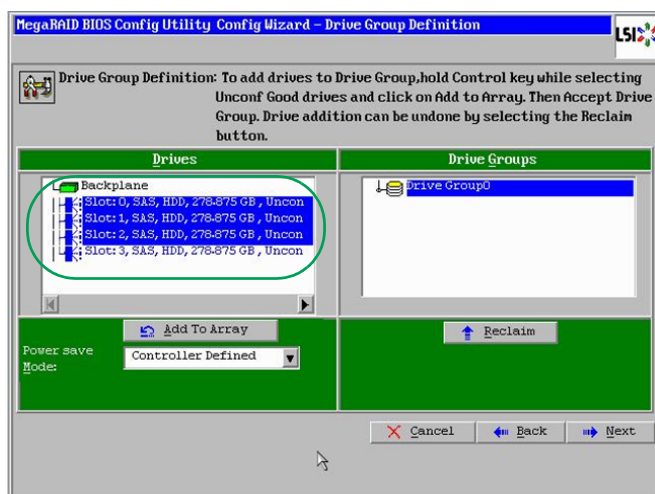 MegaRAID BIOS Config Utility Config Wizard – Drive Group Definition
LSI
Drive Group Definition: To add drives to Drive Group,hold Control key while selecting
Unconf Good drives and click on Add to Array. Then Accept Drive
Group. Drive addition can be undone by selecting the Reclaim
button.
Drives
Drive Groups
Backplane
Slot: 0, SAS, HDD, 278.875 GB , Uncon
Slot: 1, SAS, HDD, 278.875 GB , Uncon
Slot: 2, SAS, HDD, 278.875 GB , Uncon
Slot: 3, SAS, HDD, 278.875 GB , Uncon
Drive Group0
Add To Array
Reclaim
Power save
Mode:
Controller Defined
Cancel
Back
Next